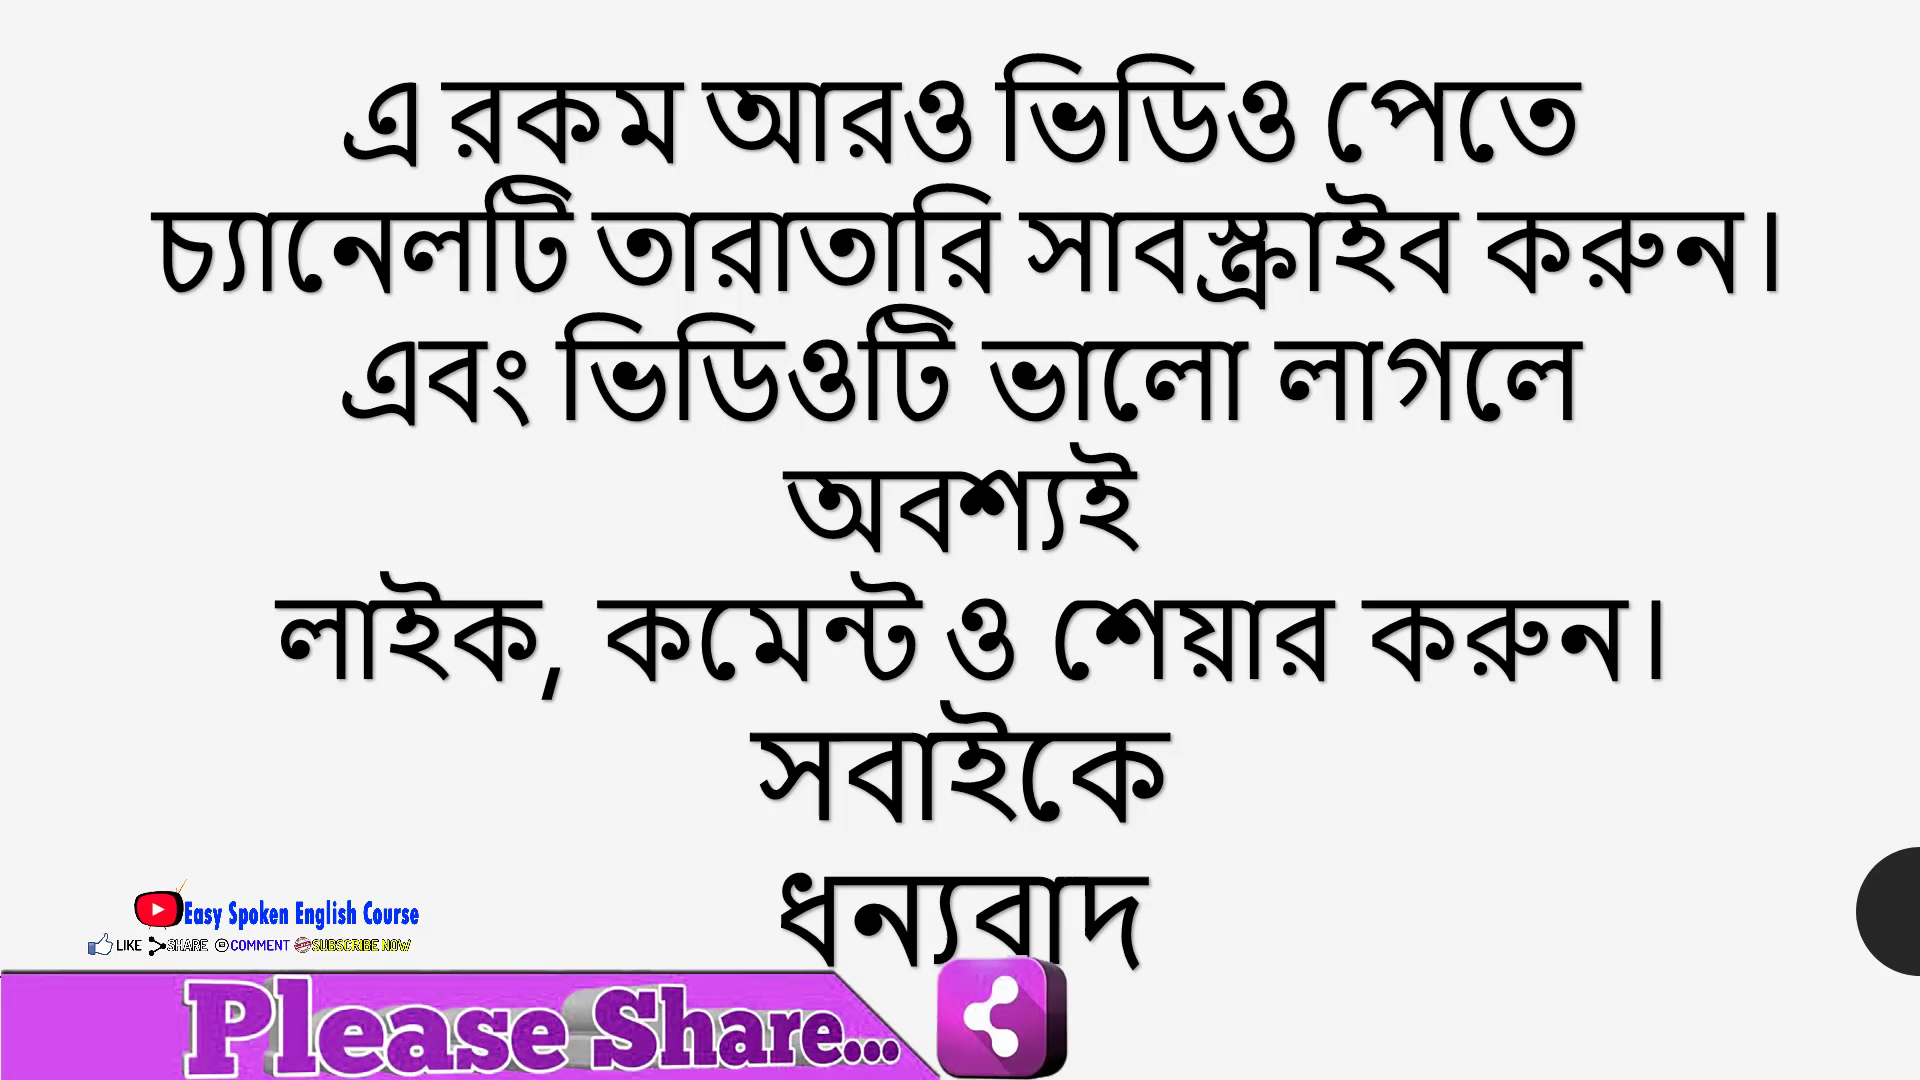 এ রকম আরও ভিডিও পেতে
চ্যানেলটি তারাতারি সাবস্ক্রাইব করুন।
এবং ভিডিওটি ভালো লাগলে
অবশ্যই
লাইক, কমেন্ট ও শেয়ার করুন।
সবাইকে
ধন্যবাদ
Easy Spoken English Course
LIKE SHARE COMMENT SUBSCRIBE NOW
Please Share...